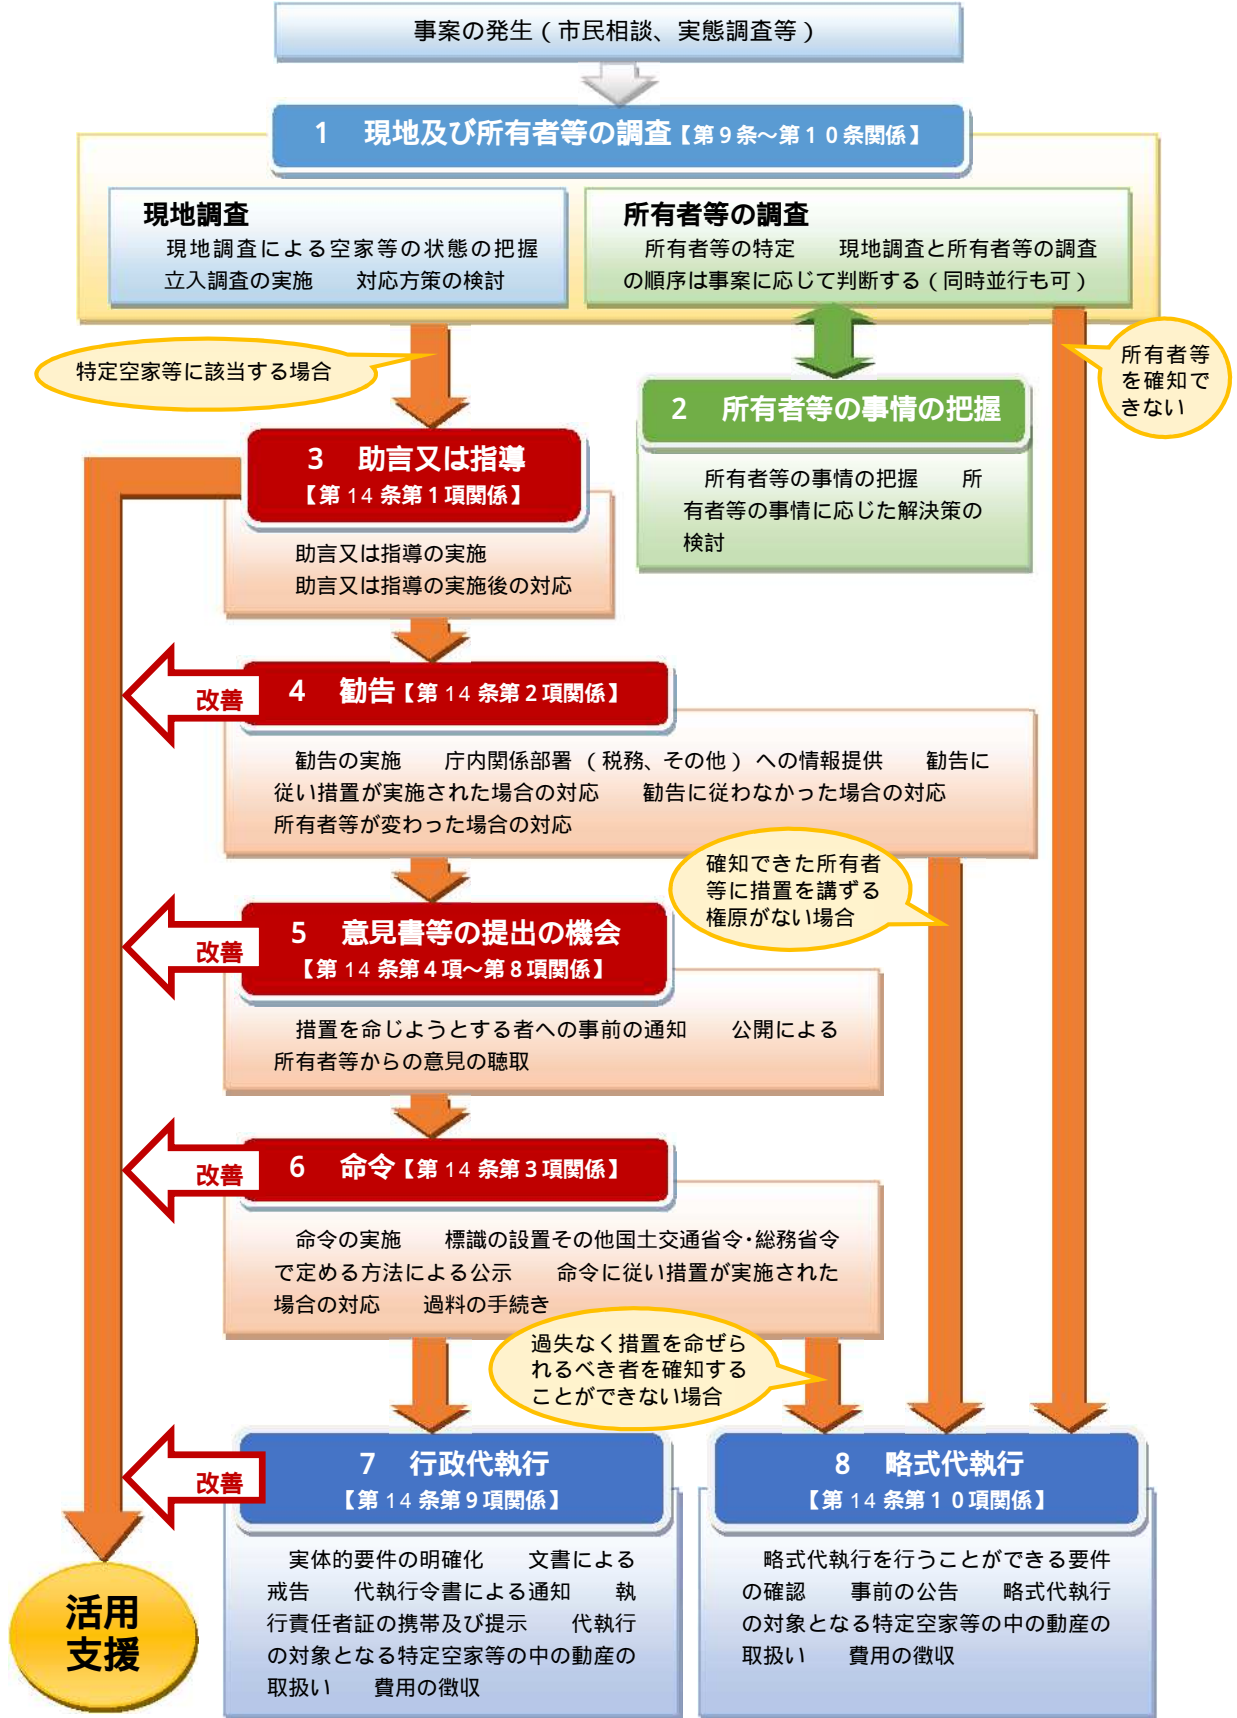 事案の発生（市民相談、実態調査等）
1　現地及び所有者等の調査【第9条～第10条関係】
現地調査
現地調査による空家等の状態の把握
立入調査の実施　対応方策の検討
所有者等の調査
所有者等の特定　現地調査と所有者等の調査
の順序は事案に応じて判断する（同時並行も可）
特定空家等に該当する場合
所有者等
を確知で
きない
2　所有者等の事情の把握
所有者等の事情の把握　所
有者等の事情に応じた解決策の
検討
3　助言又は指導
【第14条第1項関係】
助言又は指導の実施
助言又は指導の実施後の対応
改善
4　勧告【第14条第2項関係】
勧告の実施　庁内関係部署（税務、その他）への情報提供　勧告に
従い措置が実施された場合の対応　勧告に従わなかった場合の対応
所有者等が変わった場合の対応
確知できた所有者
等に措置を講ずる
権原がない場合
改善
5　意見書等の提出の機会
【第14条第4項～第8項関係】
措置を命じようとする者への事前の通知　公開による
所有者等からの意見の聴取
改善
6　命令【第14条第3項関係】
命令の実施　標識の設置その他国土交通省令・総務省令
で定める方法による公示　命令に従い措置が実施された
場合の対応　過料の手続き
過失なく措置を命ぜら
れるべき者を確知する
ことができない場合
改善
7　行政代執行
【第14条第9項関係】
実体的要件の明確化　文書による
戒告　代執行令書による通知　執
行責任者証の携帯及び提示　代執行
の対象となる特定空家等の中の動産の
取扱い　費用の徴収
8　略式代執行
【第14条第10項関係】
略式代執行を行うことができる要件
の確認　事前の公告　略式代執行
の対象となる特定空家等の中の動産の
取扱い　費用の徴収
活用
支援